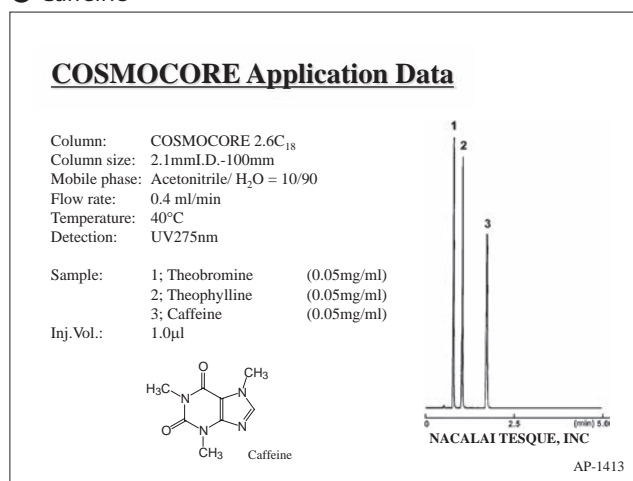 Caffeine
COSMOCORE Application Data
Column: COSMOCORE 2.6C₁₈
Column size: 2.1mmI.D.-100mm
Mobile phase: Acetonitrile/ H₂O = 10/90
Flow rate: 0.4 ml/min
Temperature: 40°C
Detection: UV275nm
Sample: 1; Theobromine (0.05mg/ml)
2; Theophylline (0.05mg/ml)
3; Caffeine (0.05mg/ml)
Inj.Vol.: 1.0µl
O
CH₃
H₃C
N
N
O
N
N
CH₃
Caffeine
1
2
3
0 2.5 (min)
NACALAI TESQUE, INC
AP-1413